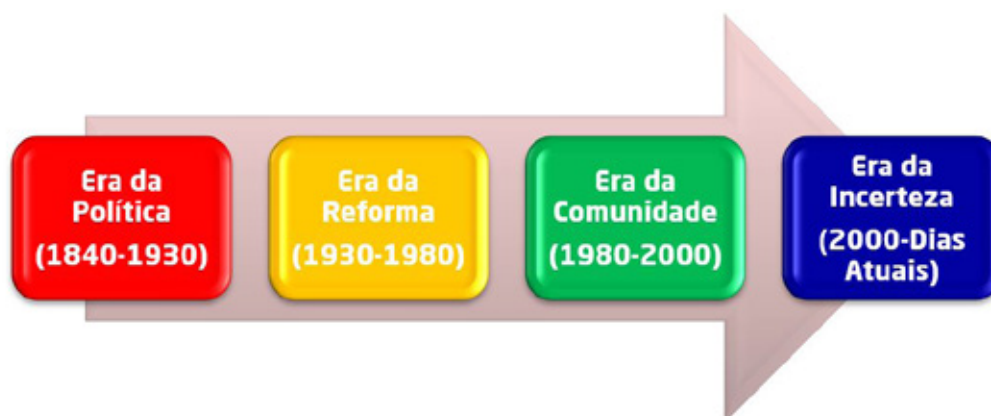 Era da
Política
(1840-1930)
Era da
Reforma
(1930-1980)
Era da
Comunidade
(1980-2000)
Era da
Incerteza
(2000-Dias
Atuais)